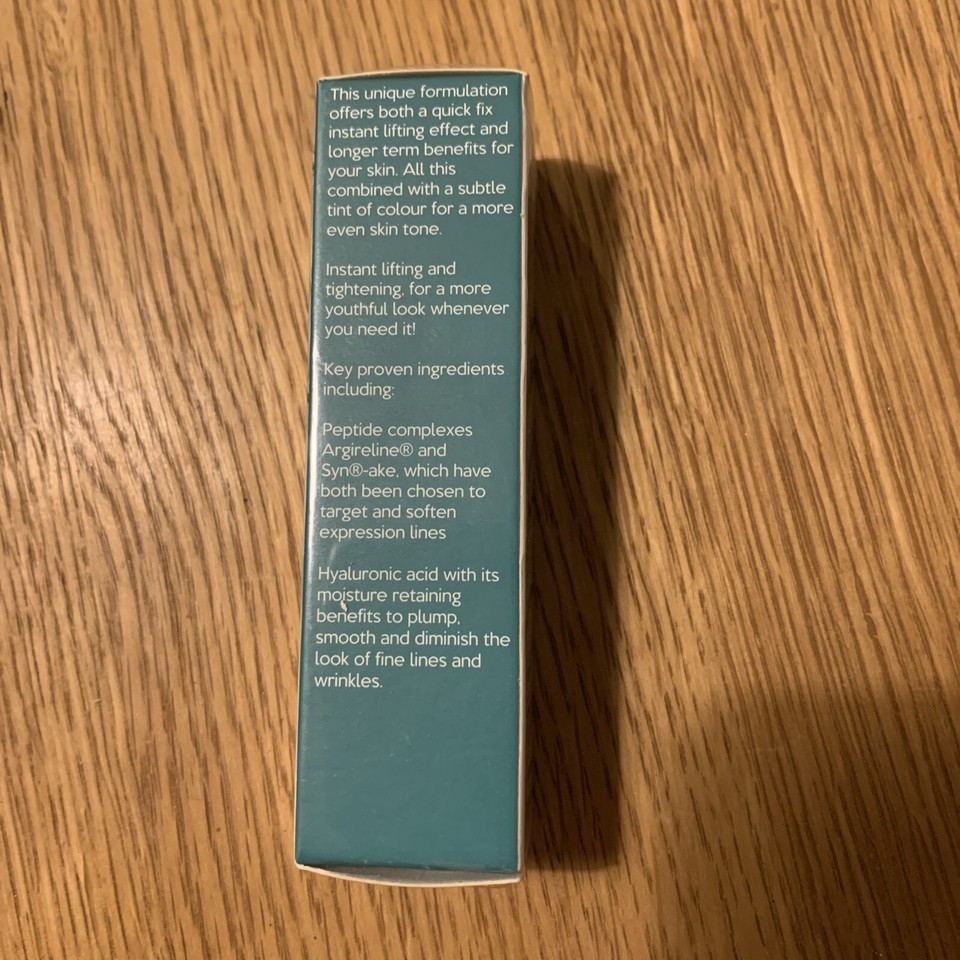 This unique formulation
offers both a quick fix
instant lifting effect and
longer term benefits for
your skin. All this
combined with a subtle
tint of colour for a more
even skin tone.
Instant lifting and
tightening, for a more
youthful look whenever
you need it!
Key proven ingredients
including:
Peptide complexes
Argireline® and
Syn®-ake, which have
both been chosen to
target and soften
expression lines
Hyaluronic acid with its
moisture retaining
benefits to plump,
smooth and diminish the
look of fine lines and
wrinkles.